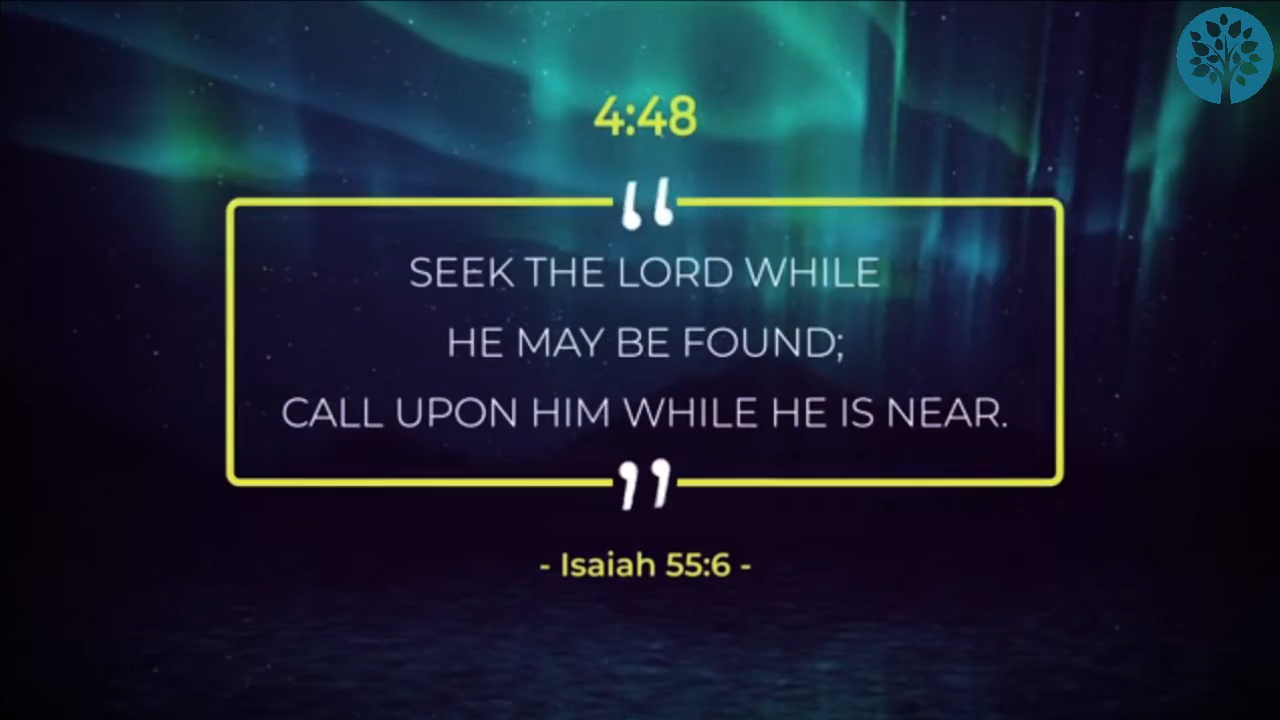 4:48
“
SEEK THE LORD WHILE
HE MAY BE FOUND;
CALL UPON HIM WHILE HE IS NEAR.
”
- Isaiah 55:6 -